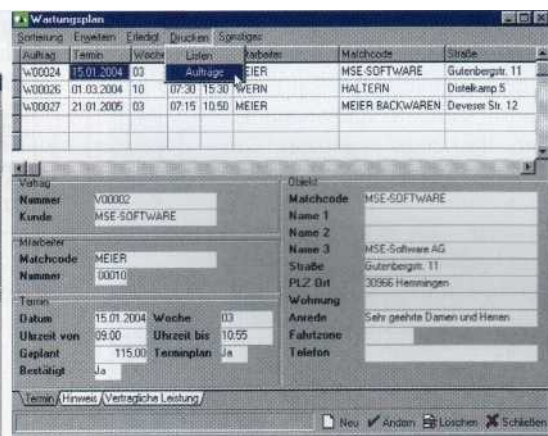 Wartungsplan
Sortierung Erweitern Erledigt Drucken Sonstiges
Auftrag Termin Woche Listen Matchcode Straße
Aufträge
W00024 15.01.2004 03 MSE-SOFTWARE Gutenbergstr. 11
W00026 01.03.2004 10 07:30 15:30 WERN HALTERN Distelkamp 5
W00027 21.01.2005 03 07:15 10:50 MEIER MEIER BACKWAREN Deveser Str. 12
Vertrag Objekt
Nummer V00002 Matchcode MSE-SOFTWARE
Kunde MSE-SOFTWARE Name 1
Name 2
Mitarbeiter Name 3 MSE-Software AG
Matchcode MEIER Straße Gutenbergstr. 11
Nummer 00010 PLZ Ort 30966 Hemmingen
Termin Wohnung
Datum 15.01.2004 Woche 03 Anrede Sehr geehrte Damen und Herren
Uhrzeit von 09:00 Uhrzeit bis 10:55 Fahrtzone
Geplant 115.00 Terminplan Ja Telefon
Bestätigt Ja
Termin Hinweis Vertragliche Leistung
Neu Ändern Löschen Schließen